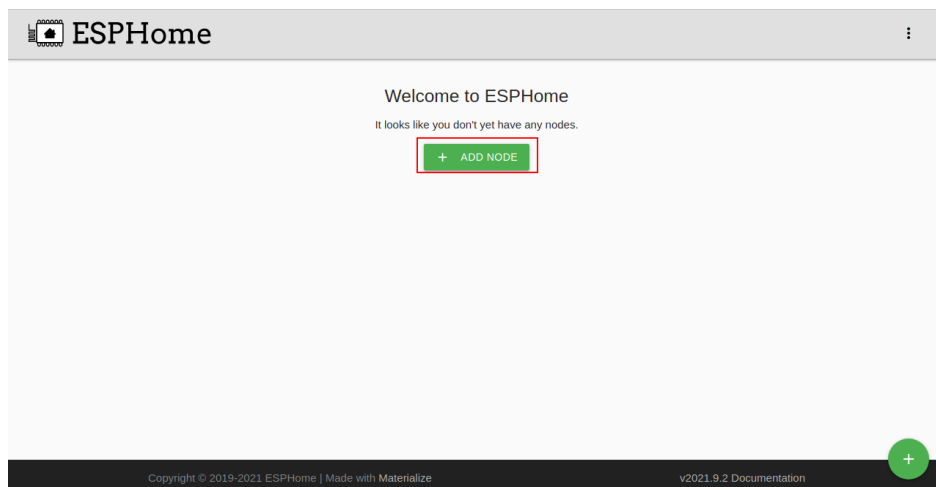 ESPHome
Welcome to ESPHome
It looks like you don't yet have any nodes.
+ ADD NODE
+
Copyright © 2019-2021 ESPHome | Made with Materialize
v2021.9.2 Documentation